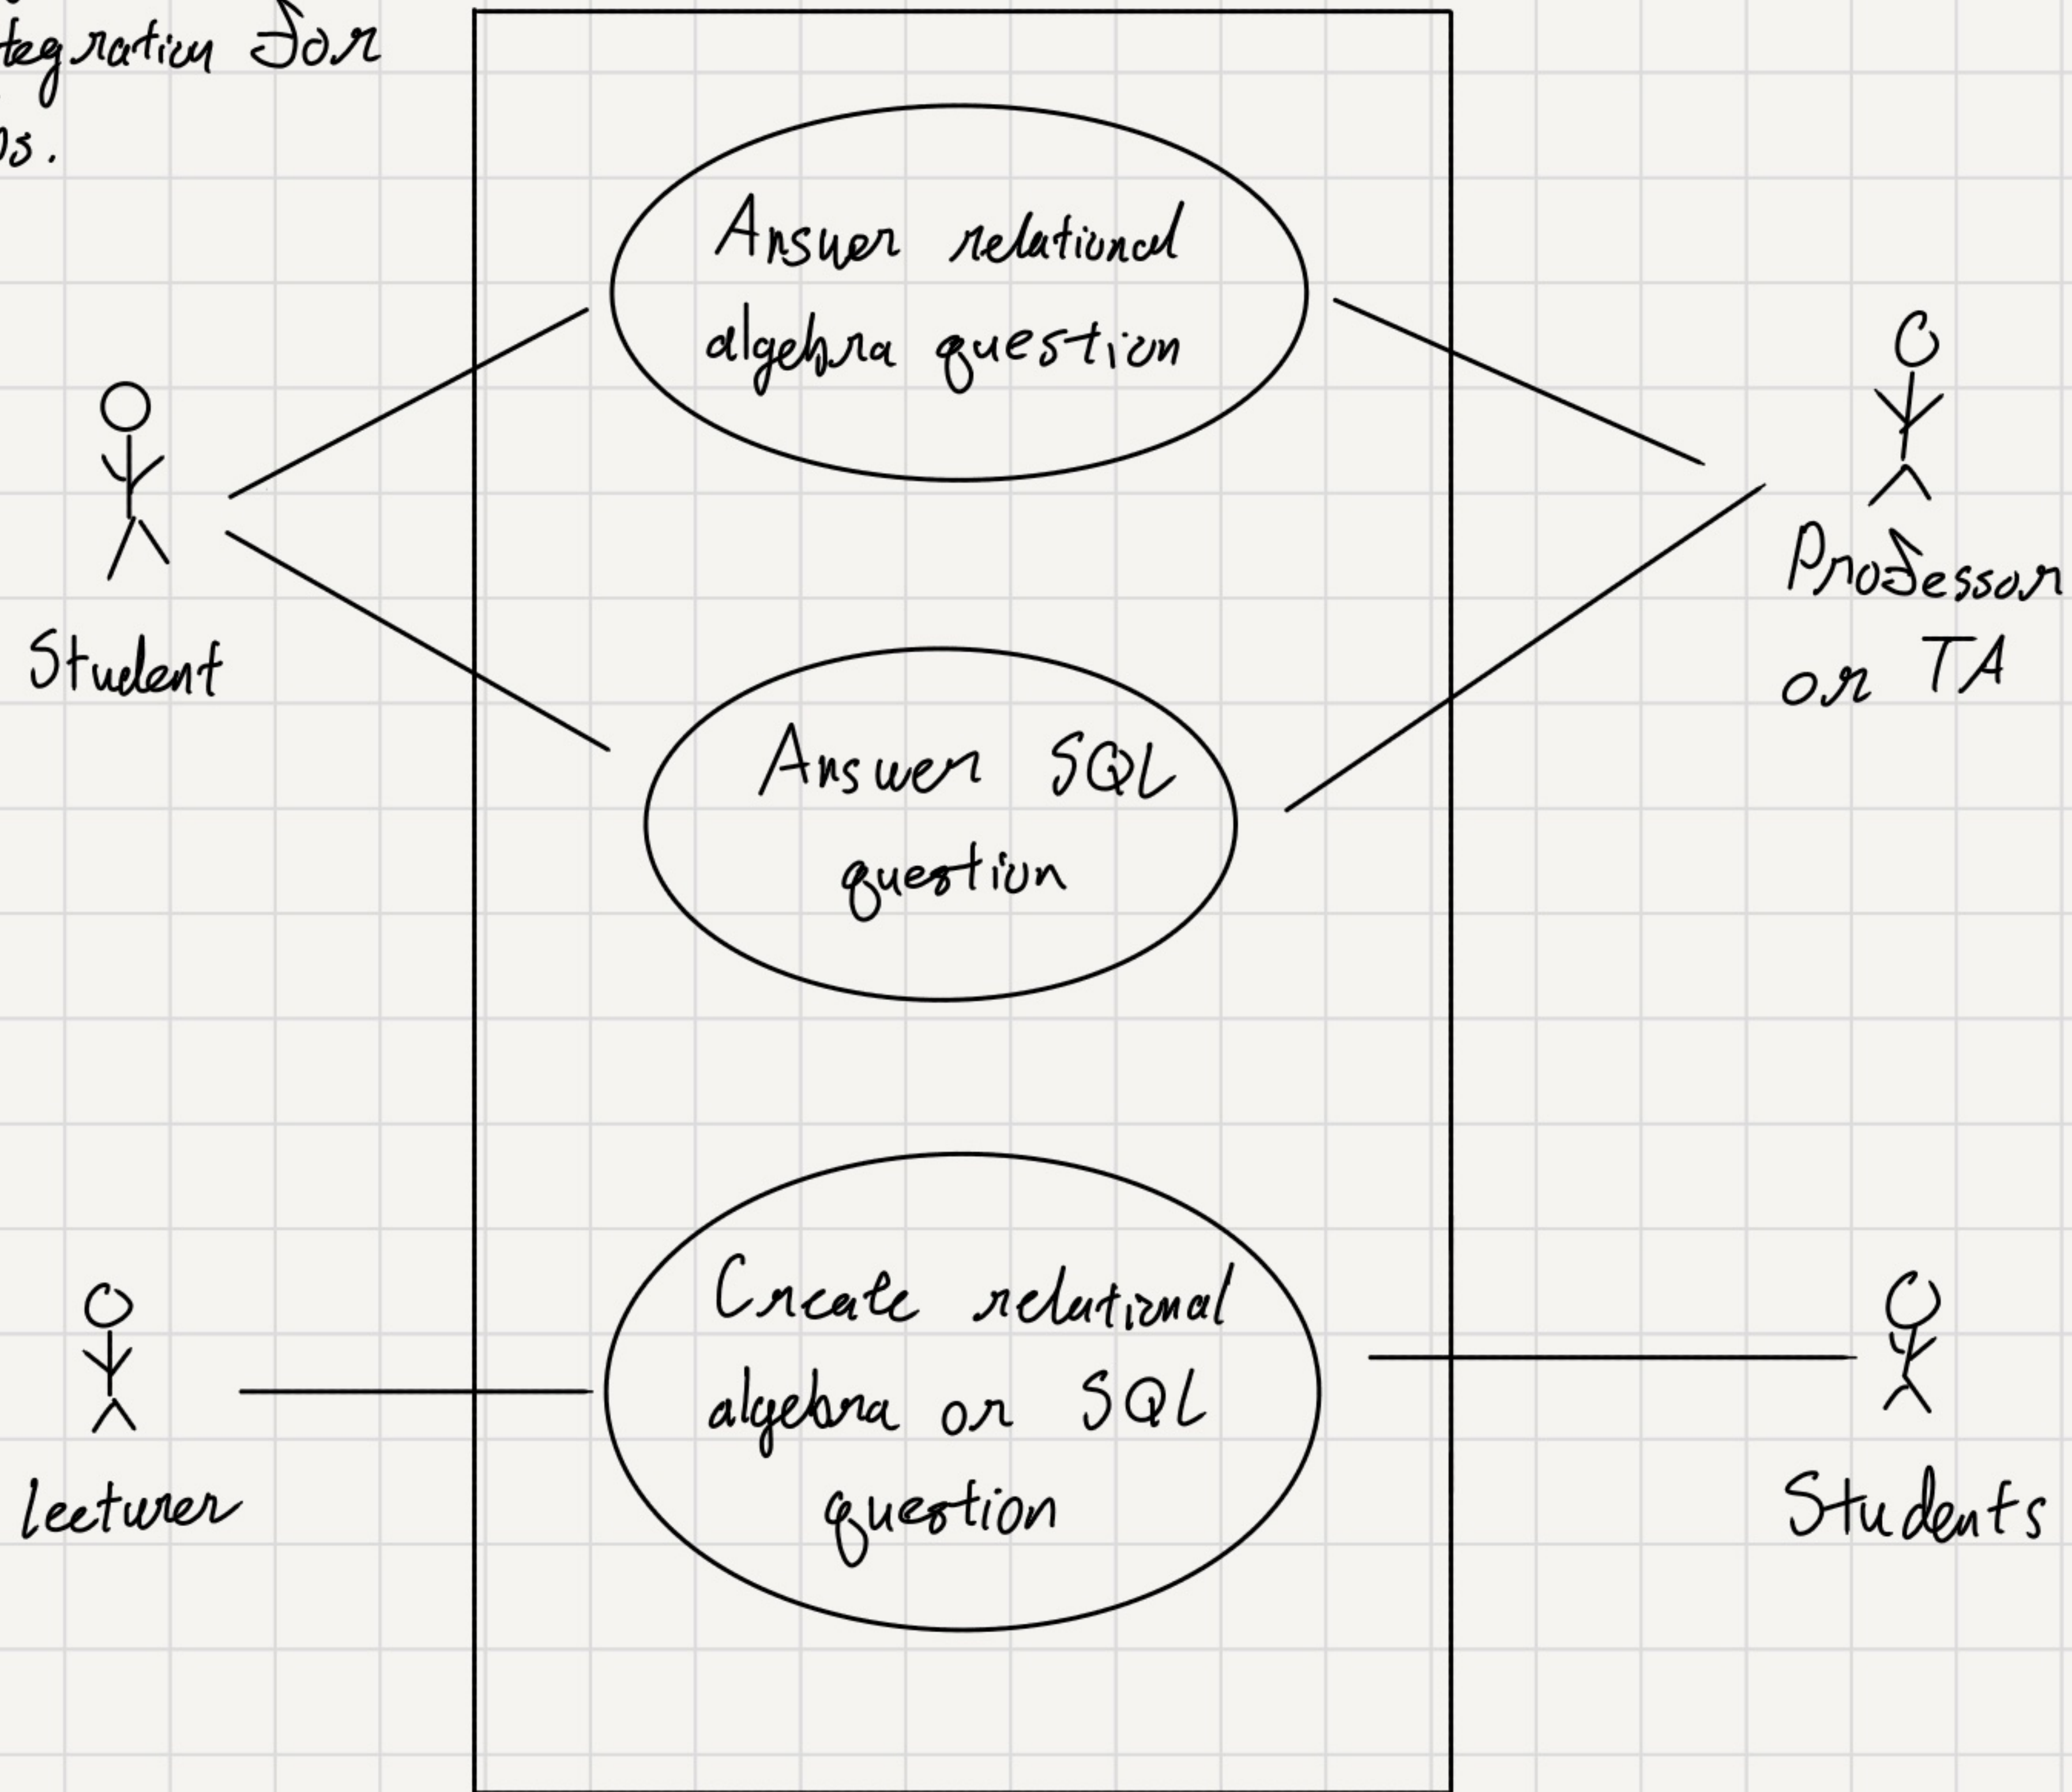 tegration for
s.
Answer relational
algebra question
Student
Professor
or TA
Answer SQL
question
Create relational
algebra or SQL
question
lecturer
Students